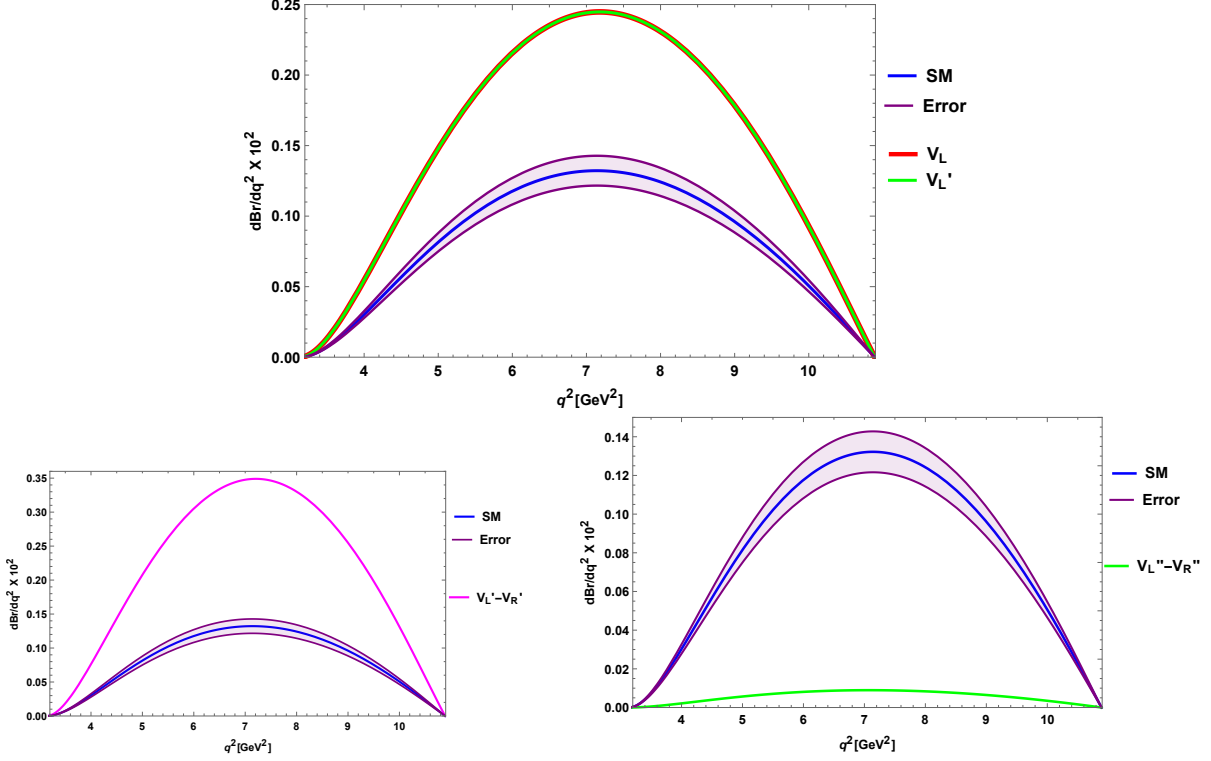 0.25
0.20
0.15
0.10
0.05
0.00
dBr/dq² X 10²
4 5 6 7 8 9 10
q² [GeV²]
SM
Error
V_L
V_L'
0.35
0.30
0.25
0.20
0.15
0.10
0.05
0.00
dBr/dq² X 10²
4 5 6 7 8 9 10
q² [GeV²]
SM
Error
V_L'–V_R'
0.14
0.12
0.10
0.08
0.06
0.04
0.02
0.00
dBr/dq² X 10²
4 5 6 7 8 9 10
q² [GeV²]
SM
Error
V_L''–V_R''